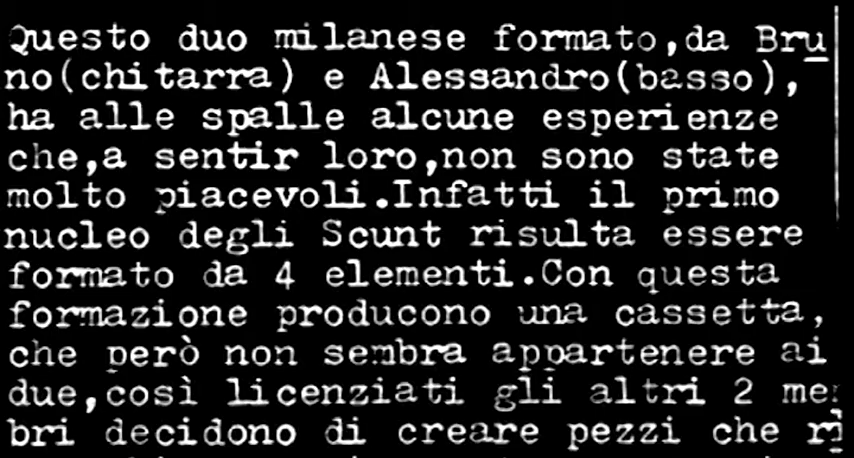 Questo duo milanese formato,da Bru
no(chitarra) e Alessandro(basso),
ha alle spalle alcune esperienze
che,a sentir loro,non sono state
molto piacevoli.Infatti il primo
nucleo degli Scunt risulta essere
formato da 4 elementi.Con questa
formazione producono una cassetta,
che però non sembra appartenere ai
due,così licenziati gli altri 2 mem
bri decidono di creare pezzi che